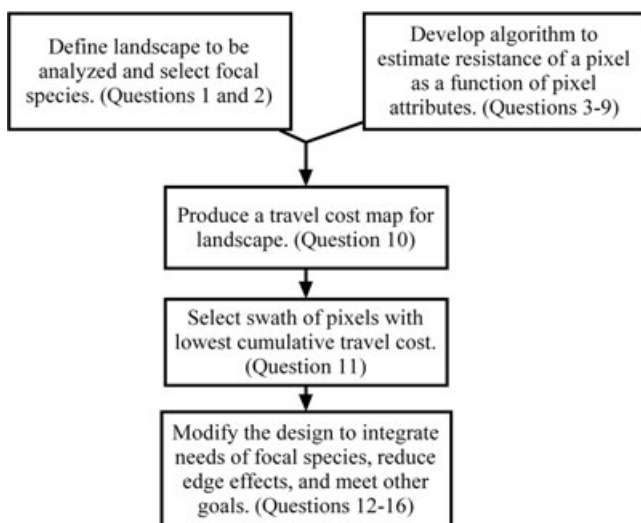 Define landscape to be
analyzed and select focal
species. (Questions 1 and 2)
Develop algorithm to
estimate resistance of a pixel
as a function of pixel
attributes. (Questions 3-9)
Produce a travel cost map for
landscape. (Question 10)
Select swath of pixels with
lowest cumulative travel cost.
(Question 11)
Modify the design to integrate
needs of focal species, reduce
edge effects, and meet other
goals. (Questions 12-16)